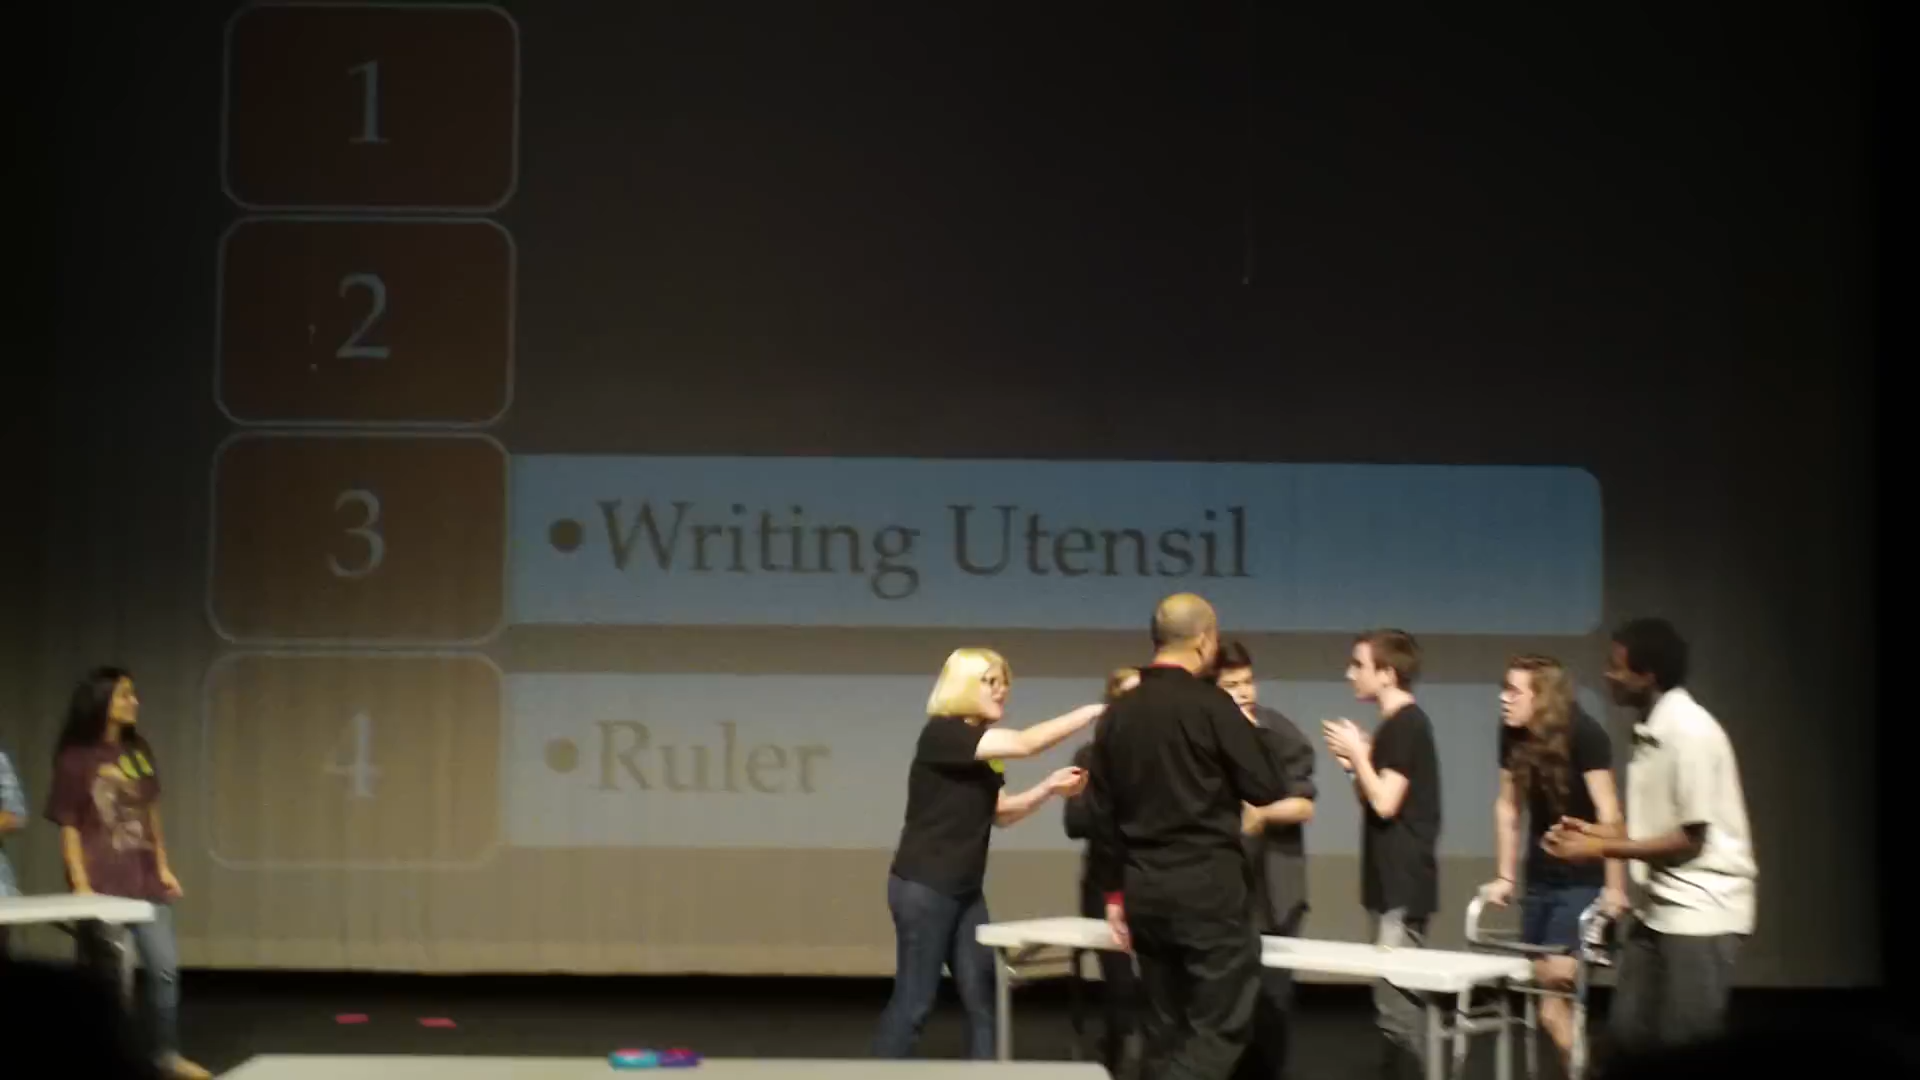 1
2
3
• Writing Utensil
4
• Ruler